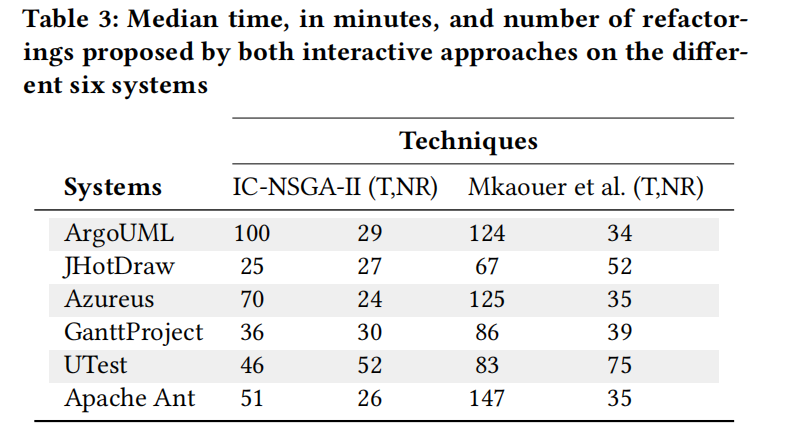 Table 3: Median time, in minutes, and number of refactor-
ings proposed by both interactive approaches on the differ-
ent six systems
Techniques
Systems IC-NSGA-II (T,NR) Mkaouer et al. (T,NR)
ArgoUML 100 29 124 34
JHotDraw 25 27 67 52
Azureus 70 24 125 35
GanttProject 36 30 86 39
UTest 46 52 83 75
Apache Ant 51 26 147 35